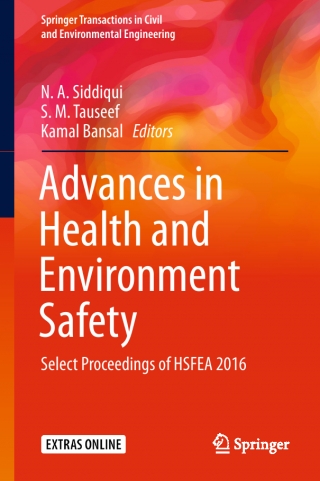 Springer Transactions in Civil
and Environmental Engineering
N. A. Siddiqui
S. M. Tauseef
Kamal Bansal Editors
Advances in
Health and
Environment
Safety
Select Proceedings of HSFEA 2016
EXTRAS ONLINE
Springer